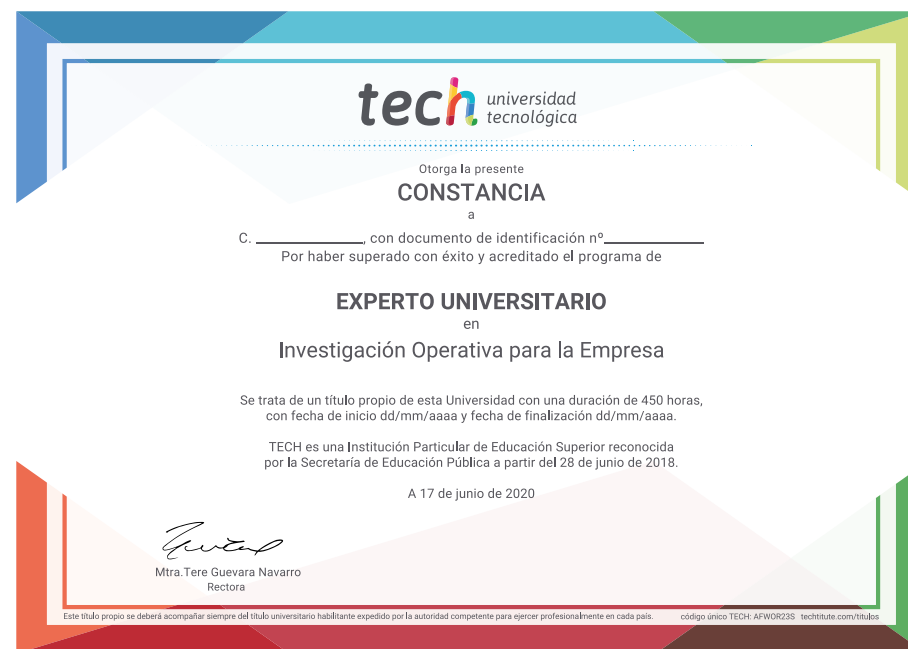 tech universidad
tecnológica
Otorga la presente
CONSTANCIA
a
C. ____________, con documento de identificación nº____________
Por haber superado con éxito y acreditado el programa de
EXPERTO UNIVERSITARIO
en
Investigación Operativa para la Empresa
Se trata de un título propio de esta Universidad con una duración de 450 horas,
con fecha de inicio dd/mm/aaaa y fecha de finalización dd/mm/aaaa.
TECH es una Institución Particular de Educación Superior reconocida
por la Secretaría de Educación Pública a partir del 28 de junio de 2018.
A 17 de junio de 2020
Mtra.Tere Guevara Navarro
Rectora
Este título propio se deberá acompañar siempre del título universitario habilitante expedido por la autoridad competente para ejercer profesionalmente en cada país. código único TECH: AFWOR23S techtitute.com/titulos